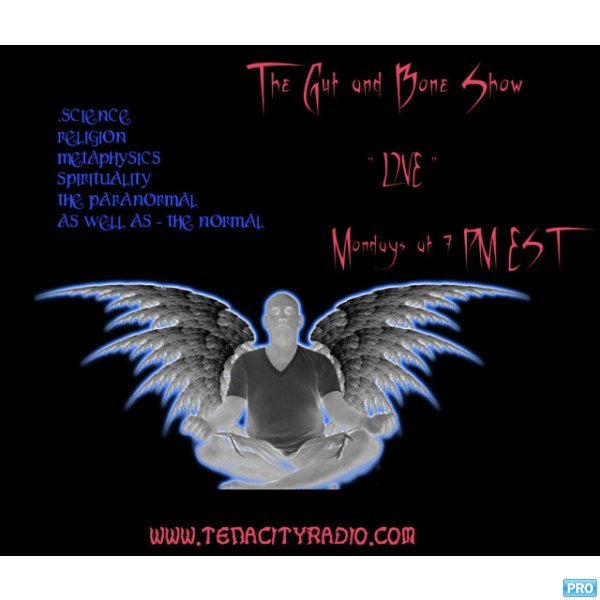 The Gut and Bone Show
" LIVE "
Mondays at 7 PM EST
.SCIENCE
RELIGION
METAPHYSICS
SPIRITUALITY
THE PARANORMAL
AS WELL AS - THE NORMAL
WWW.TENACITYRADIO.COM
PRO